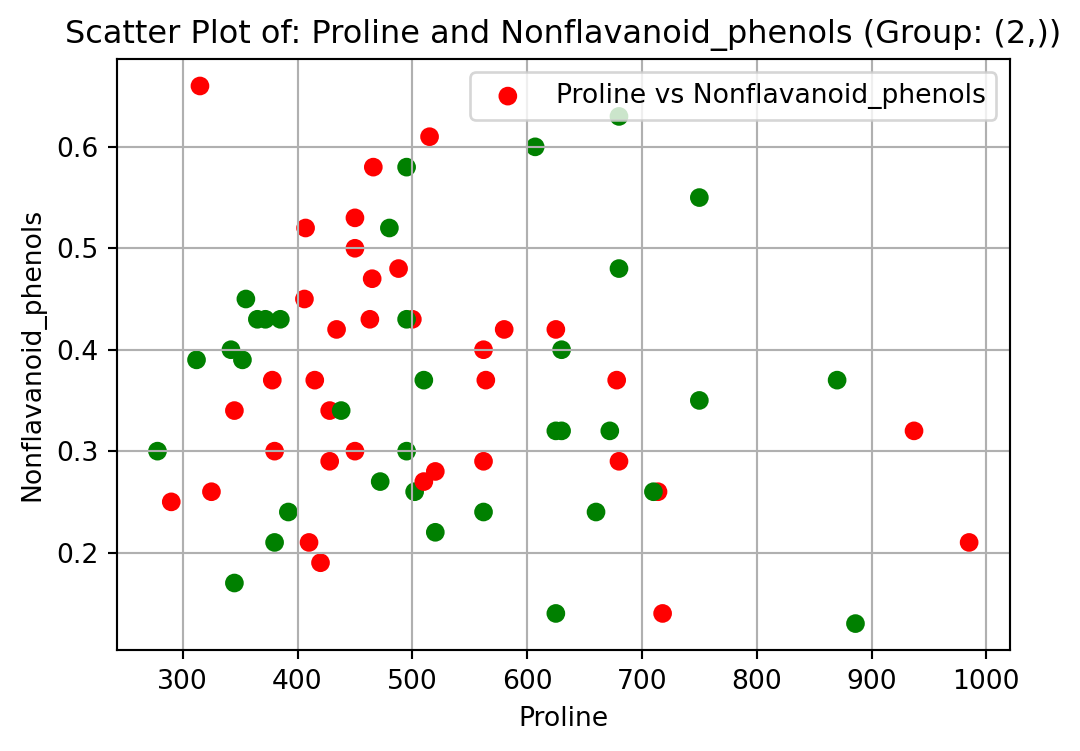 Scatter Plot of: Proline and Nonflavanoid_phenols (Group: (2,))
Proline vs Nonflavanoid_phenols
Nonflavanoid_phenols
0.6
0.5
0.4
0.3
0.2
300 400 500 600 700 800 900 1000
Proline